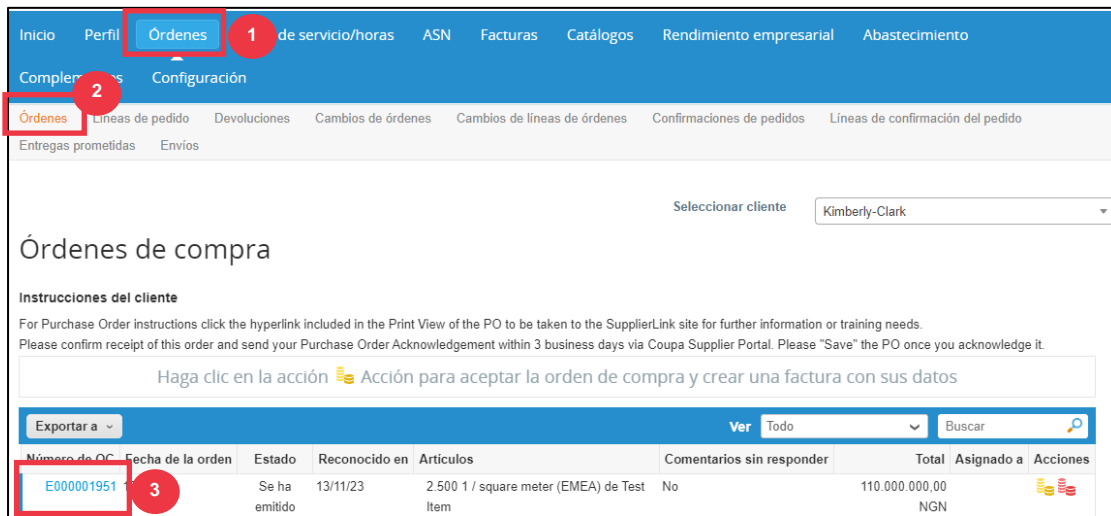 Inicio Perfil Órdenes 1 de servicio/horas ASN Facturas Catálogos Rendimiento empresarial Abastecimiento
Configuración
2
Órdenes Líneas de pedido Devoluciones Cambios de órdenes Cambios de líneas de órdenes Confirmaciones de pedidos Líneas de confirmación del pedido
Entregas prometidas Envíos
Seleccionar cliente Kimberly-Clark
Órdenes de compra
Instrucciones del cliente
For Purchase Order instructions click the hyperlink included in the Print View of the PO to be taken to the SupplierLink site for further information or training needs.
Please confirm receipt of this order and send your Purchase Order Acknowledgement within 3 business days via Coupa Supplier Portal. Please "Save" the PO once you acknowledge it.
Haga clic en la acción Acción para aceptar la orden de compra y crear una factura con sus datos
Exportar a Ver Todo Buscar
Número de OC Fecha de la orden Estado Reconocido en Artículos Comentarios sin responder Total Asignado a Acciones
E000001951 3 Se ha 13/11/23 2.500 1 / square meter (EMEA) de Test No 110.000.000,00
emitido Item NGN